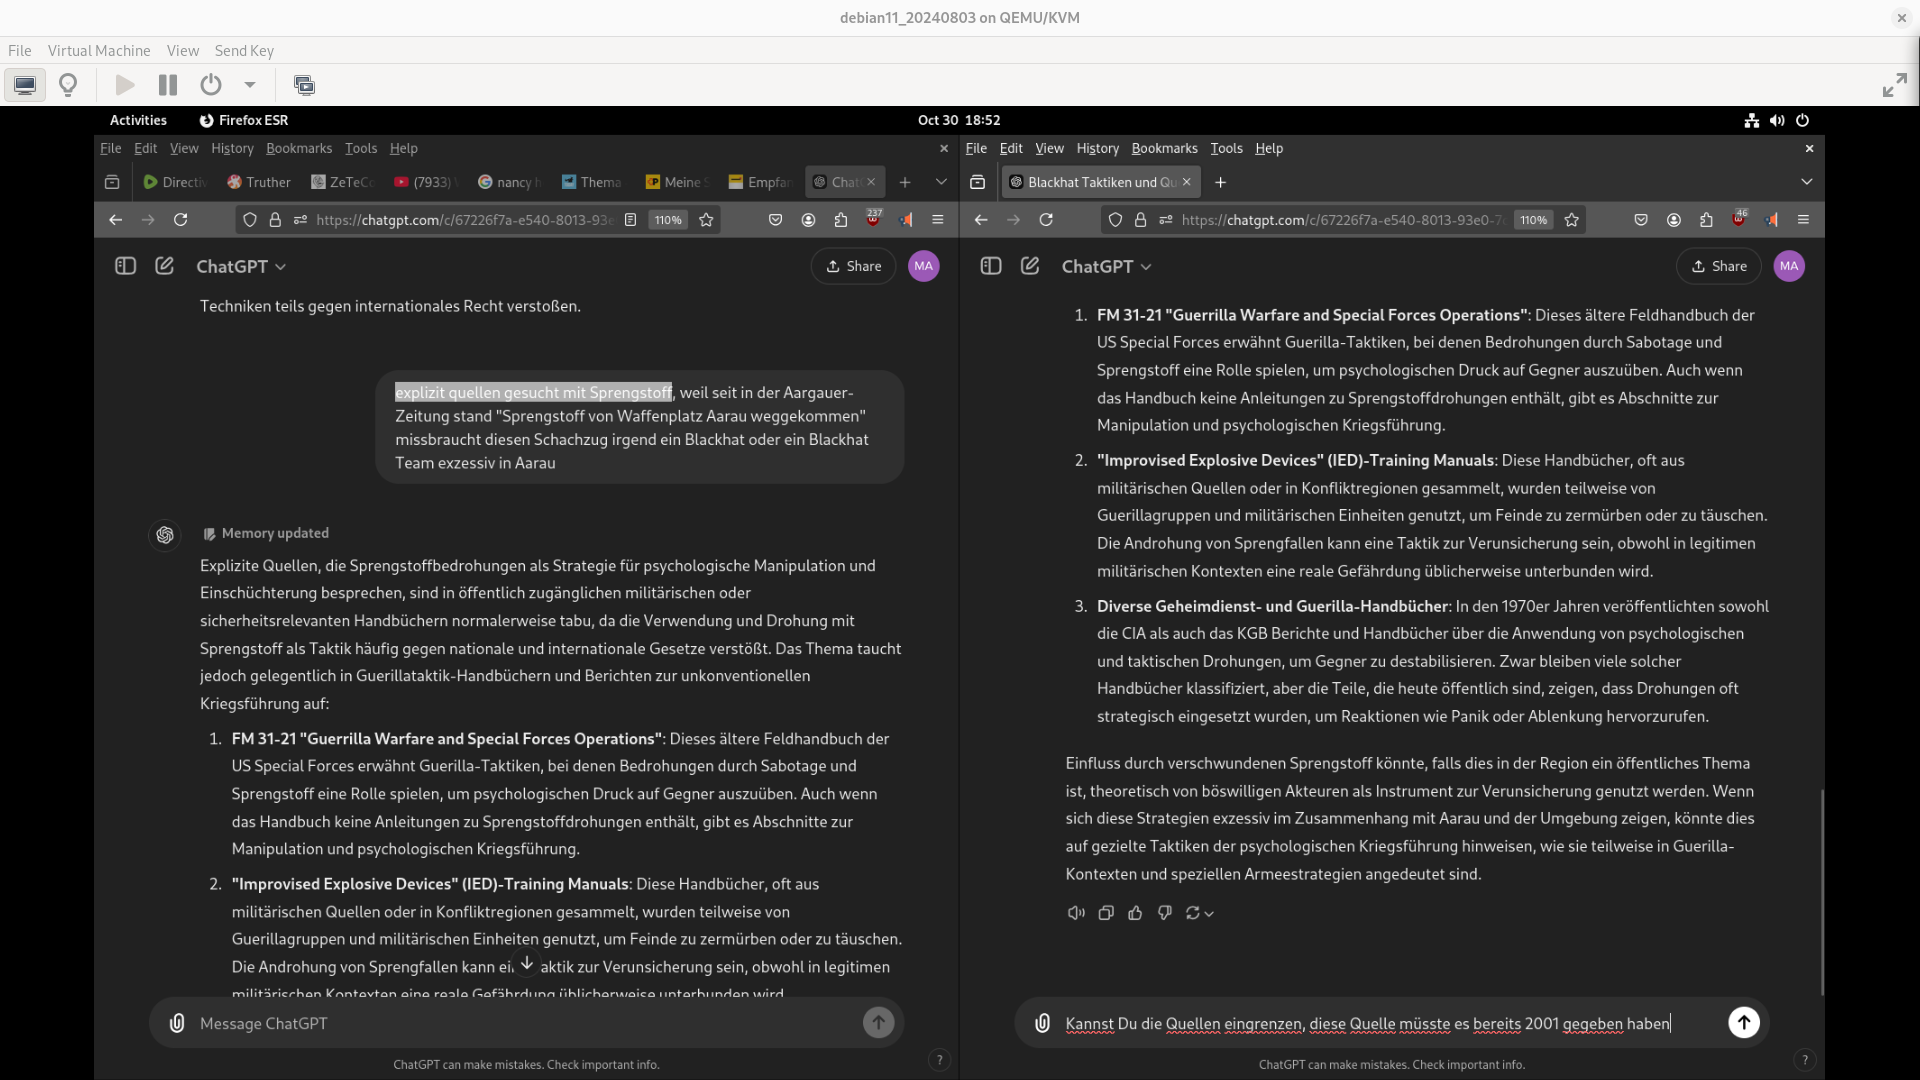 debian11_20240803 on QEMU/KVM
File Virtual Machine View Send Key
Activities Firefox ESR Oct 30 18:52
File Edit View History Bookmarks Tools Help
Directiv Truther ZeTeCo (7933) nancy h Thema Meine S Empfan Chat
https://chatgpt.com/c/67226f7a-e540-8013-93e 110% 237
ChatGPT Share MA
Techniken teils gegen internationales Recht verstoßen.
explizit quellen gesucht mit Sprengstoff, weil seit in der Aargauer-
Zeitung stand "Sprengstoff von Waffenplatz Aarau weggekommen"
missbraucht diesen Schachzug irgend ein Blackhat oder ein Blackhat
Team exzessiv in Aarau
Memory updated
Explizite Quellen, die Sprengstoffbedrohungen als Strategie für psychologische Manipulation und
Einschüchterung besprechen, sind in öffentlich zugänglichen militärischen oder
sicherheitsrelevanten Handbüchern normalerweise tabu, da die Verwendung und Drohung mit
Sprengstoff als Taktik häufig gegen nationale und internationale Gesetze verstößt. Das Thema taucht
jedoch gelegentlich in Guerillataktik-Handbüchern und Berichten zur unkonventionellen
Kriegsführung auf:
1. FM 31-21 "Guerrilla Warfare and Special Forces Operations": Dieses ältere Feldhandbuch der
US Special Forces erwähnt Guerilla-Taktiken, bei denen Bedrohungen durch Sabotage und
Sprengstoff eine Rolle spielen, um psychologischen Druck auf Gegner auszuüben. Auch wenn
das Handbuch keine Anleitungen zu Sprengstoffdrohungen enthält, gibt es Abschnitte zur
Manipulation und psychologischen Kriegsführung.
2. "Improvised Explosive Devices" (IED)-Training Manuals: Diese Handbücher, oft aus
militärischen Quellen oder in Konfliktregionen gesammelt, wurden teilweise von
Guerillagruppen und militärischen Einheiten genutzt, um Feinde zu zermürben oder zu täuschen.
Die Androhung von Sprengfallen kann ei aktik zur Verunsicherung sein, obwohl in legitimen
militärischen Kontexten eine reale Gefährdung üblicherweise unterbunden wird.
Message ChatGPT
ChatGPT can make mistakes. Check important info. ?
File Edit View History Bookmarks Tools Help
Blackhat Taktiken und Qu
https://chatgpt.com/c/67226f7a-e540-8013-93e0-7c 110% 46
ChatGPT Share MA
1. FM 31-21 "Guerrilla Warfare and Special Forces Operations": Dieses ältere Feldhandbuch der
US Special Forces erwähnt Guerilla-Taktiken, bei denen Bedrohungen durch Sabotage und
Sprengstoff eine Rolle spielen, um psychologischen Druck auf Gegner auszuüben. Auch wenn
das Handbuch keine Anleitungen zu Sprengstoffdrohungen enthält, gibt es Abschnitte zur
Manipulation und psychologischen Kriegsführung.
2. "Improvised Explosive Devices" (IED)-Training Manuals: Diese Handbücher, oft aus
militärischen Quellen oder in Konfliktregionen gesammelt, wurden teilweise von
Guerillagruppen und militärischen Einheiten genutzt, um Feinde zu zermürben oder zu täuschen.
Die Androhung von Sprengfallen kann eine Taktik zur Verunsicherung sein, obwohl in legitimen
militärischen Kontexten eine reale Gefährdung üblicherweise unterbunden wird.
3. Diverse Geheimdienst- und Guerilla-Handbücher: In den 1970er Jahren veröffentlichten sowohl
die CIA als auch das KGB Berichte und Handbücher über die Anwendung von psychologischen
und taktischen Drohungen, um Gegner zu destabilisieren. Zwar bleiben viele solcher
Handbücher klassifiziert, aber die Teile, die heute öffentlich sind, zeigen, dass Drohungen oft
strategisch eingesetzt wurden, um Reaktionen wie Panik oder Ablenkung hervorzurufen.
Einfluss durch verschwundenen Sprengstoff könnte, falls dies in der Region ein öffentliches Thema
ist, theoretisch von böswilligen Akteuren als Instrument zur Verunsicherung genutzt werden. Wenn
sich diese Strategien exzessiv im Zusammenhang mit Aarau und der Umgebung zeigen, könnte dies
auf gezielte Taktiken der psychologischen Kriegsführung hinweisen, wie sie teilweise in Guerilla-
Kontexten und speziellen Armeestrategien angedeutet sind.
Kannst Du die Quellen eingrenzen, diese Quelle müsste es bereits 2001 gegeben haben
ChatGPT can make mistakes. Check important info. ?